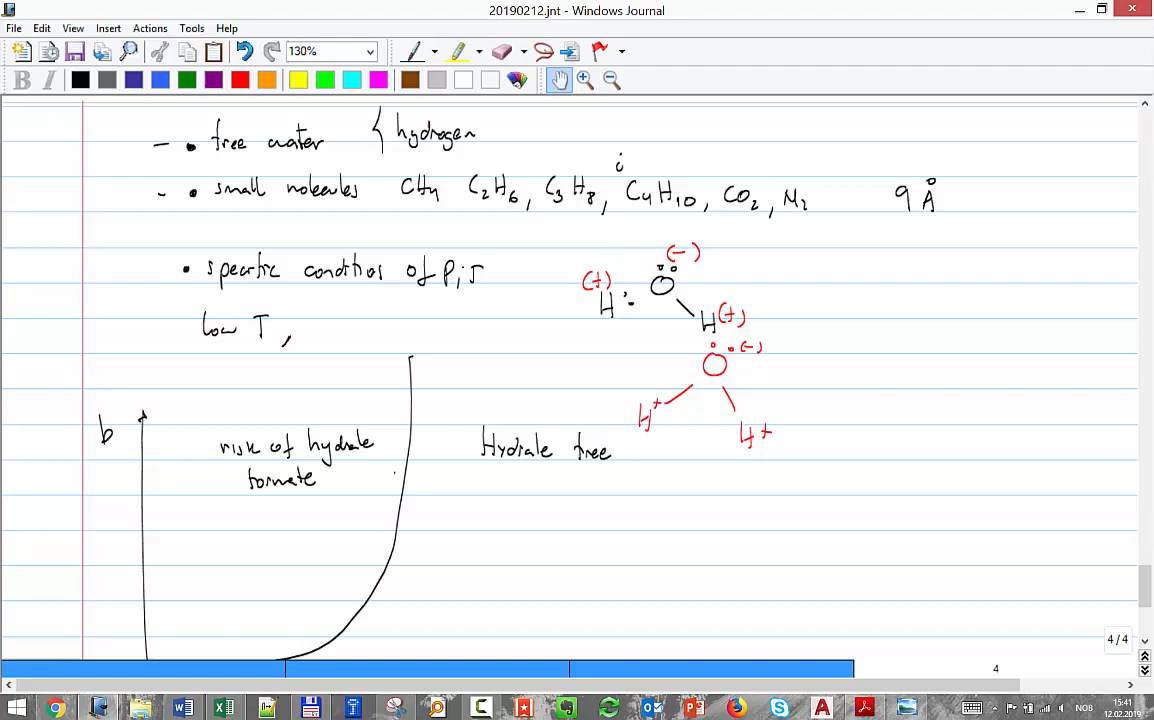 20190212.jnt - Windows Journal
File Edit View Insert Actions Tools Help
130%
B I
- • free water { hydrogen
- • small molecules CH4 C2H6, C3H8, i C4H10, CO2, N2 9 Å
• specific condition of P, T
(-)
(+) H O
low T, H (+)
O (-)
H+ H+
p
risk of hydrate Hydrate free
formate
4 / 4
4
NOB 15:41
12.02.2019